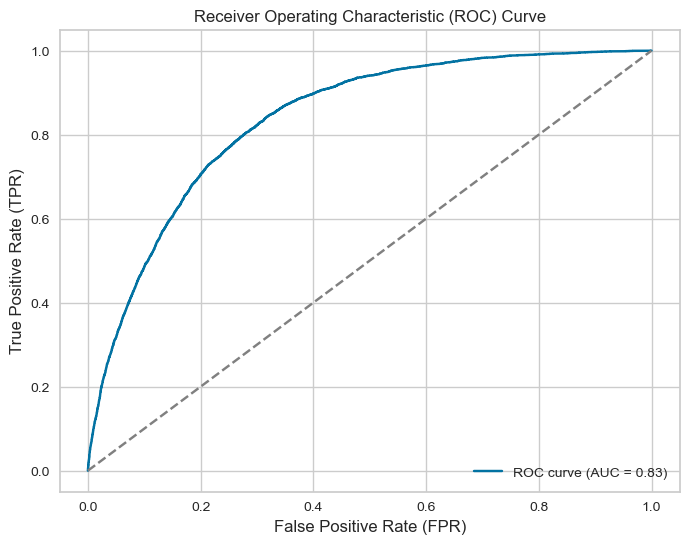 Receiver Operating Characteristic (ROC) Curve
True Positive Rate (TPR)
1.0
0.8
0.6
0.4
0.2
0.0
ROC curve (AUC = 0.83)
0.0 0.2 0.4 0.6 0.8 1.0
False Positive Rate (FPR)